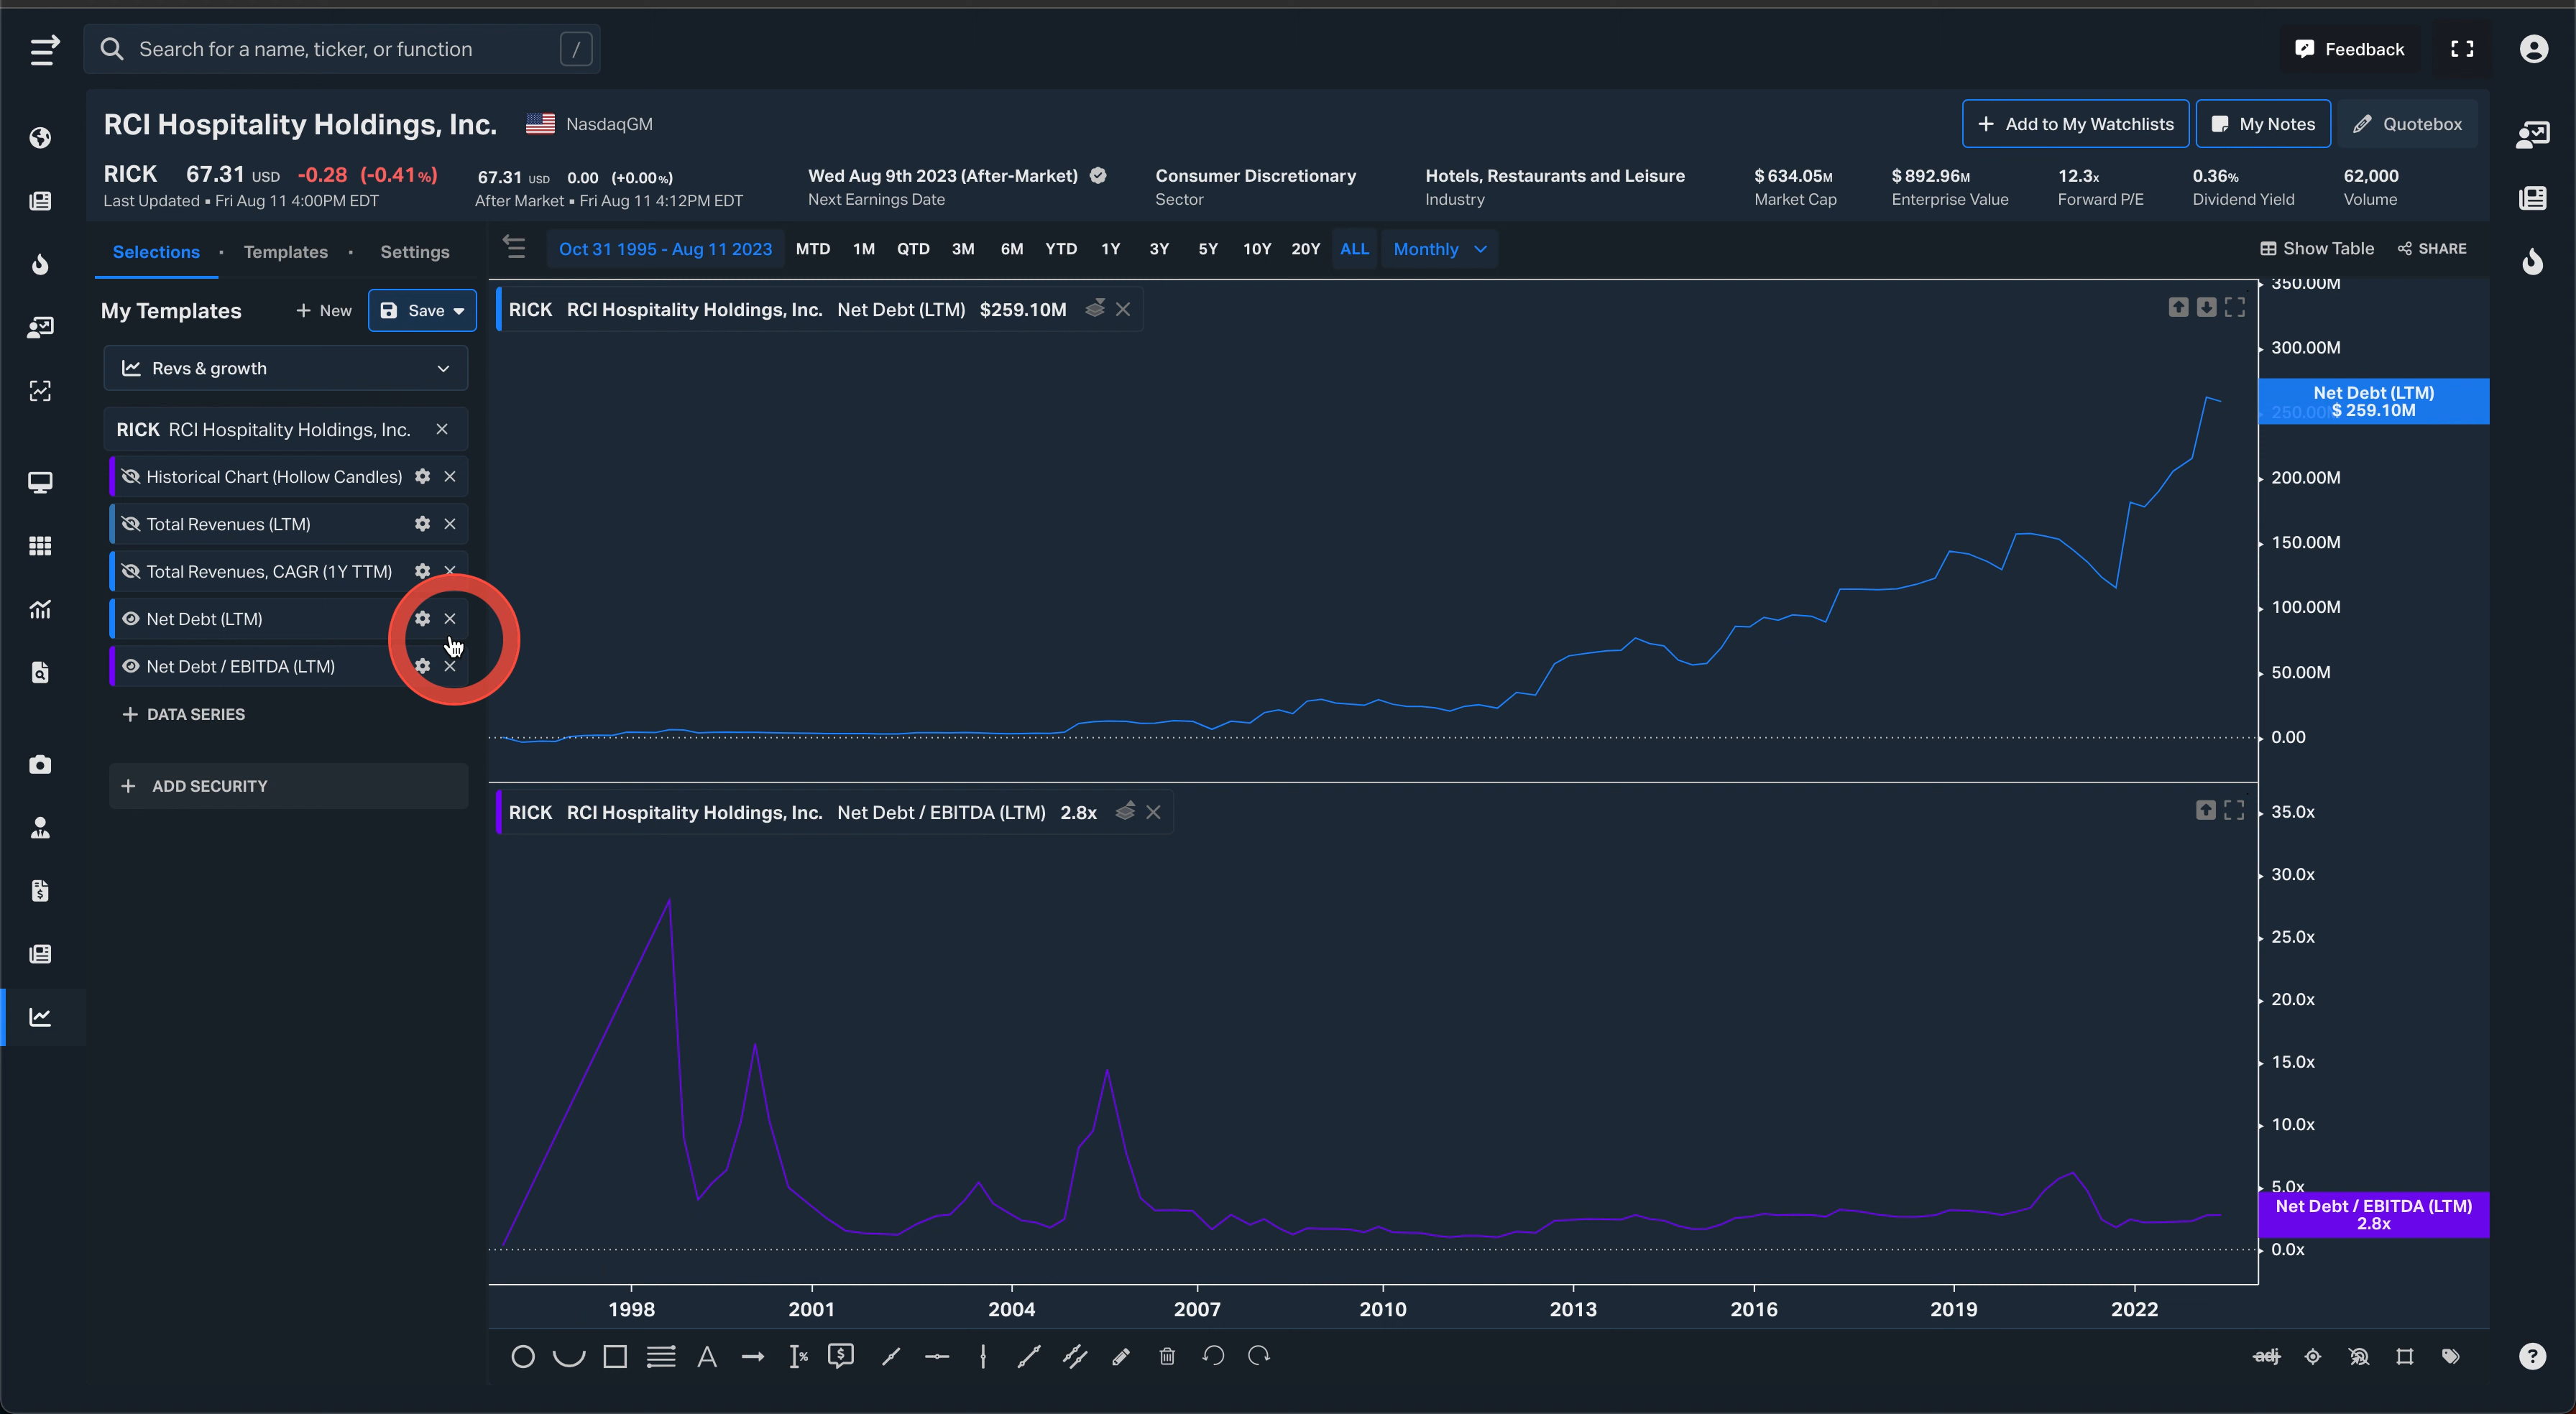 Search for a name, ticker, or function /
Feedback
RCI Hospitality Holdings, Inc. NasdaqGM
+ Add to My Watchlists My Notes Quotebox
RICK 67.31 USD -0.28 (-0.41%) 67.31 USD 0.00 (+0.00%) Wed Aug 9th 2023 (After-Market) Consumer Discretionary Hotels, Restaurants and Leisure $634.05M $892.96M 12.3x 0.36% 62,000
Last Updated ▪ Fri Aug 11 4:00PM EDT After Market ▪ Fri Aug 11 4:12PM EDT Next Earnings Date Sector Industry Market Cap Enterprise Value Forward P/E Dividend Yield Volume
Selections · Templates · Settings
Oct 31 1995 - Aug 11 2023 MTD 1M QTD 3M 6M YTD 1Y 3Y 5Y 10Y 20Y ALL Monthly Show Table SHARE
My Templates + New Save
Revs & growth
RICK RCI Hospitality Holdings, Inc.
Historical Chart (Hollow Candles)
Total Revenues (LTM)
Total Revenues, CAGR (1Y TTM)
Net Debt (LTM)
Net Debt / EBITDA (LTM)
+ DATA SERIES
+ ADD SECURITY
RICK RCI Hospitality Holdings, Inc. Net Debt (LTM) $259.10M
350.00M
300.00M
Net Debt (LTM)
250.00 $ 259.10M
200.00M
150.00M
100.00M
50.00M
0.00
RICK RCI Hospitality Holdings, Inc. Net Debt / EBITDA (LTM) 2.8x
35.0x
30.0x
25.0x
20.0x
15.0x
10.0x
5.0x
Net Debt / EBITDA (LTM)
2.8x
0.0x
1998 2001 2004 2007 2010 2013 2016 2019 2022
A % $ adj ?